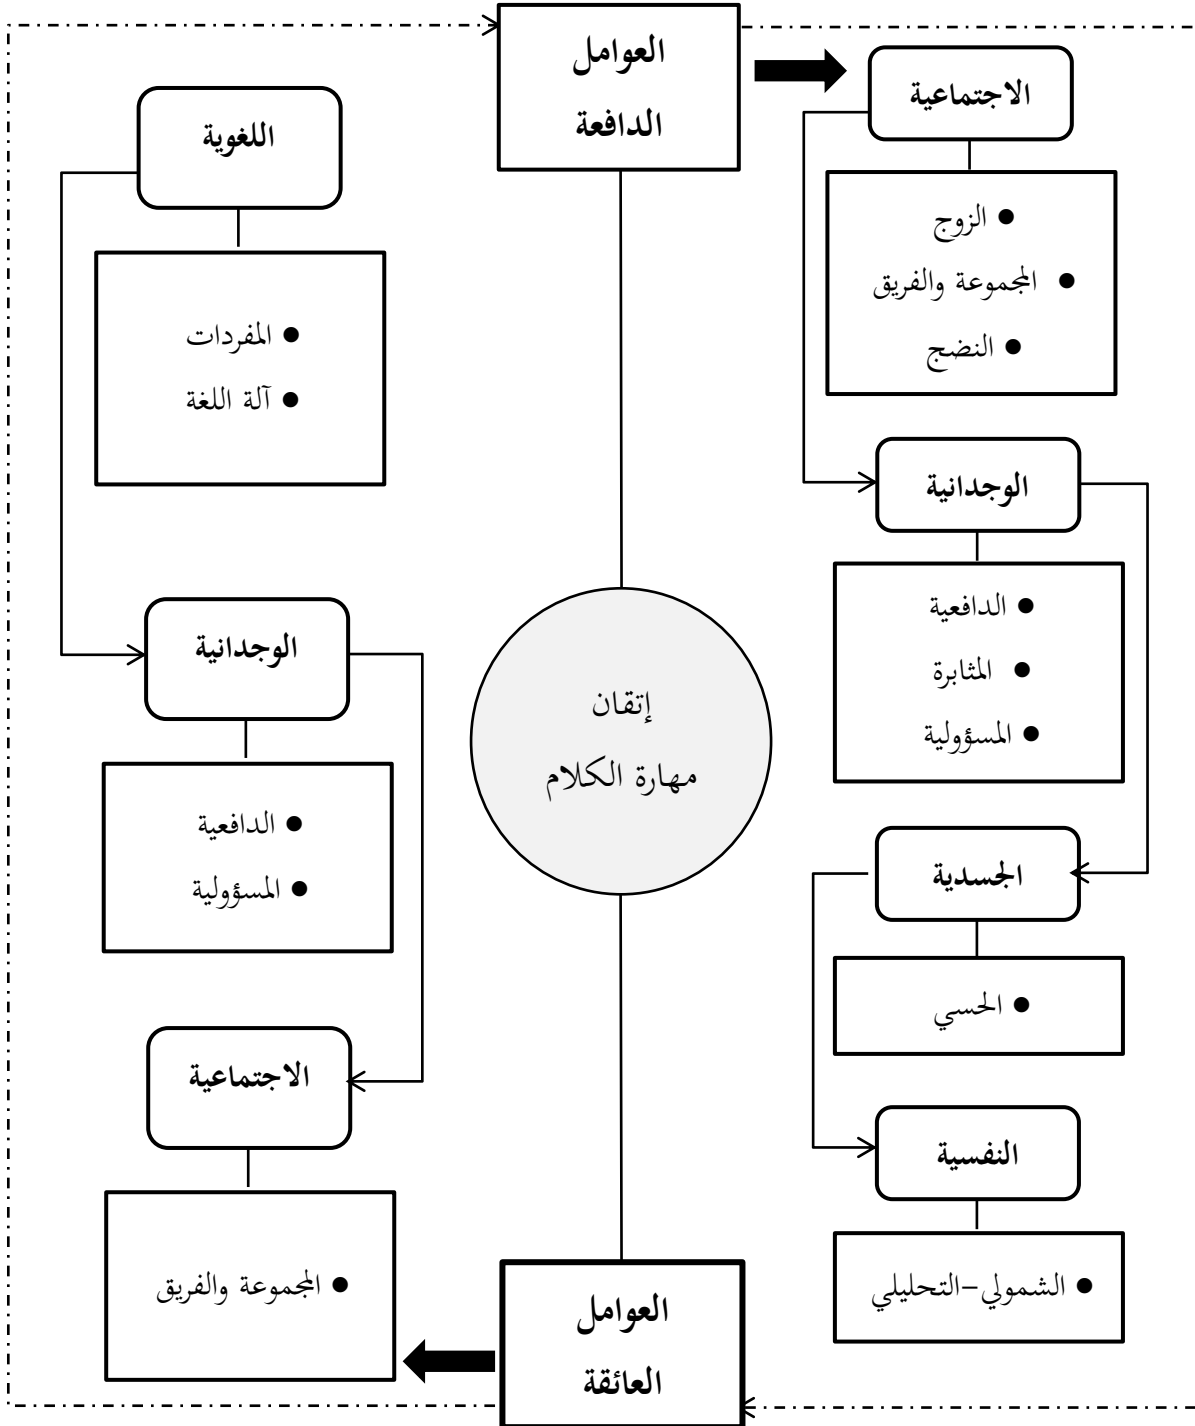 العوامل
الدافعة
الاجتماعية
● الزوج
● المجموعة والفريق
● النضج
الوجدانية
● الدافعية
● المثابرة
● المسؤولية
الجسدية
● الحسي
النفسية
● الشمولي-التحليلي
إتقان
مهارة الكلام
اللغوية
● المفردات
● آلة اللغة
الوجدانية
● الدافعية
● المسؤولية
الاجتماعية
● المجموعة والفريق
العوامل
العائقة